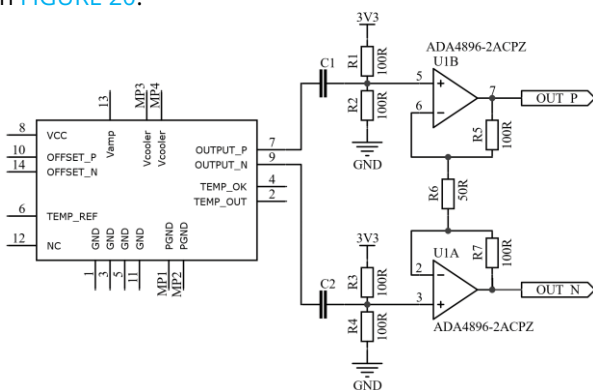 FIGURE 20.
3V3
R1
100R
C1
R2
100R
GND
ADA4896-2ACPZ
U1B
5
+
6
−
7
OUT P
R5
100R
R6
50R
13
MP3
MP4
8
VCC
Vamp
Vcooler
Vcooler
10
OFFSET_P
14
OFFSET_N
OUTPUT_P
7
OUTPUT_N
9
TEMP_OK
4
TEMP_OUT
2
6
TEMP_REF
12
NC
GND
GND
GND
GND
PGND
PGND
1
3
5
11
MP1
MP2
3V3
R3
100R
C2
R4
100R
GND
U1A
2
−
3
+
R7
100R
OUT N
ADA4896-2ACPZ